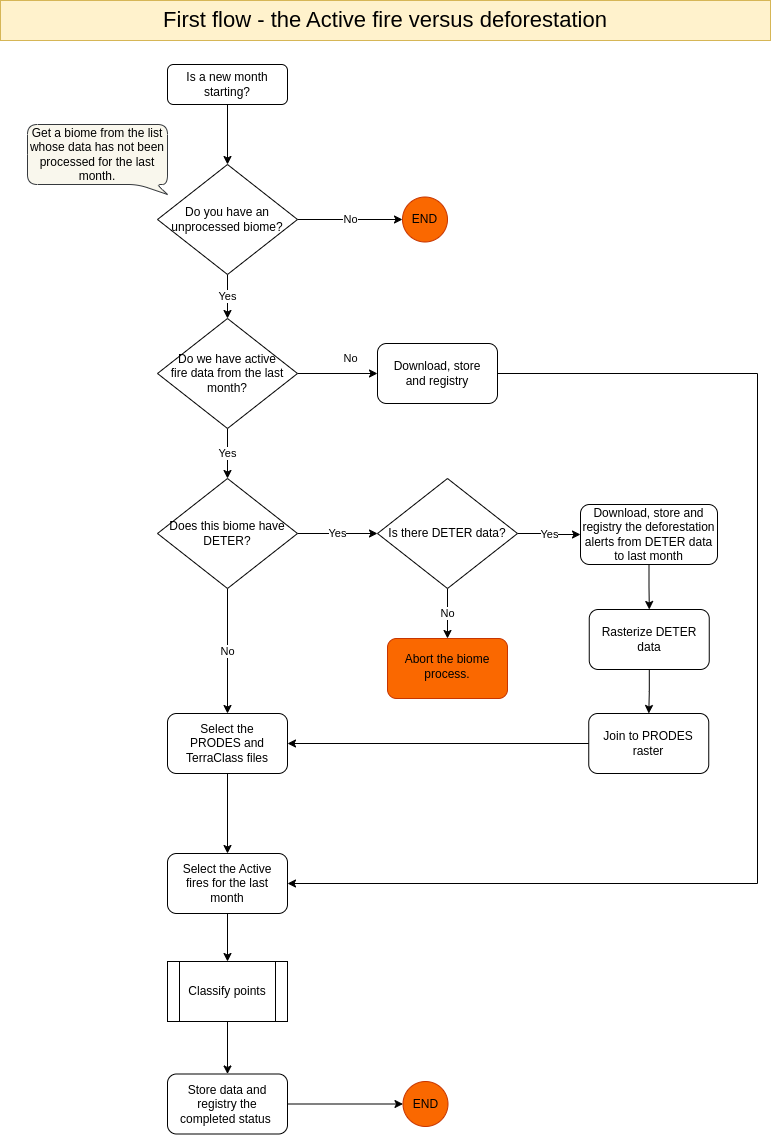 First flow - the Active fire versus deforestation
Is a new month
starting?
Get a biome from the list
whose data has not been
processed for the last
month.
Do you have an
unprocessed biome?
No
END
Yes
Do we have active
fire data from the last
month?
No
Download, store
and registry
Yes
Does this biome have
DETER?
Yes
Is there DETER data?
Yes
Download, store and
registry the deforestation
alerts from DETER data
to last month
No
Abort the biome
process.
Rasterize DETER
data
No
Select the
PRODES and
TerraClass files
Join to PRODES
raster
Select the Active
fires for the last
month
Classify points
Store data and
registry the
completed status
END